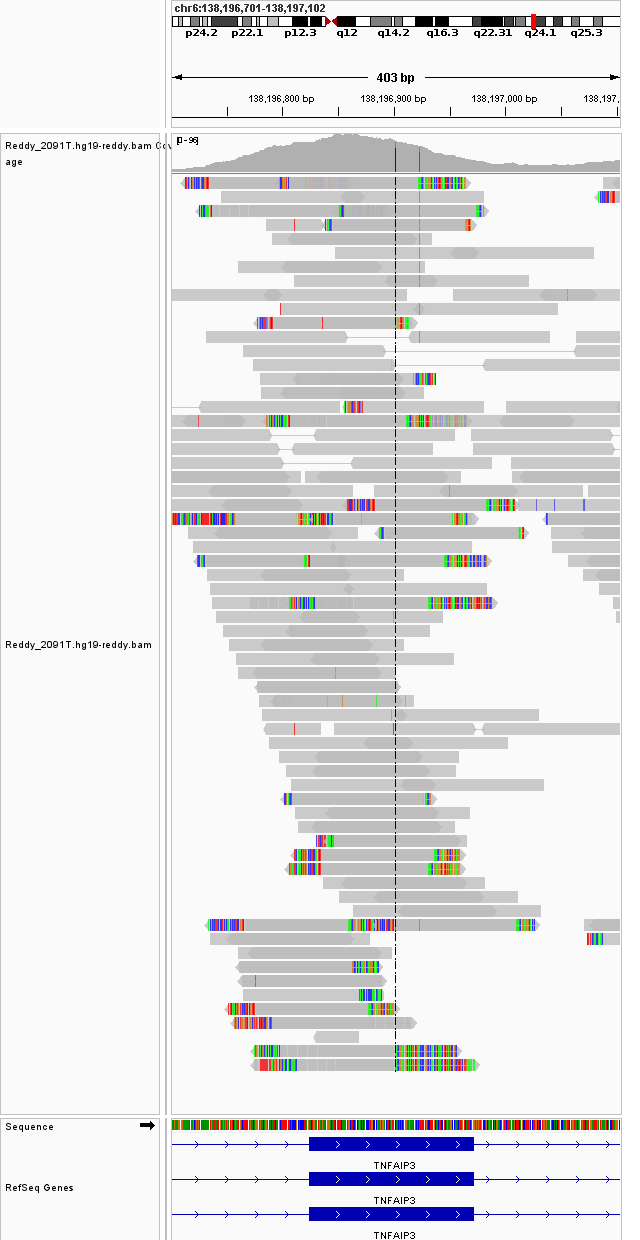 chr6:138,196,701-138,197,102
p24.2 p22.1 p12.3 q12 q14.2 q16.3 q22.31 q24.1 q25.3
403 bp
138,196,800 bp 138,196,900 bp 138,197,000 bp 138,197,
[0-96]
Reddy_2091T.hg19-reddy.bam Cov
age
Reddy_2091T.hg19-reddy.bam
Sequence
TNFAIP3
RefSeq Genes
TNFAIP3
TNFAIP3